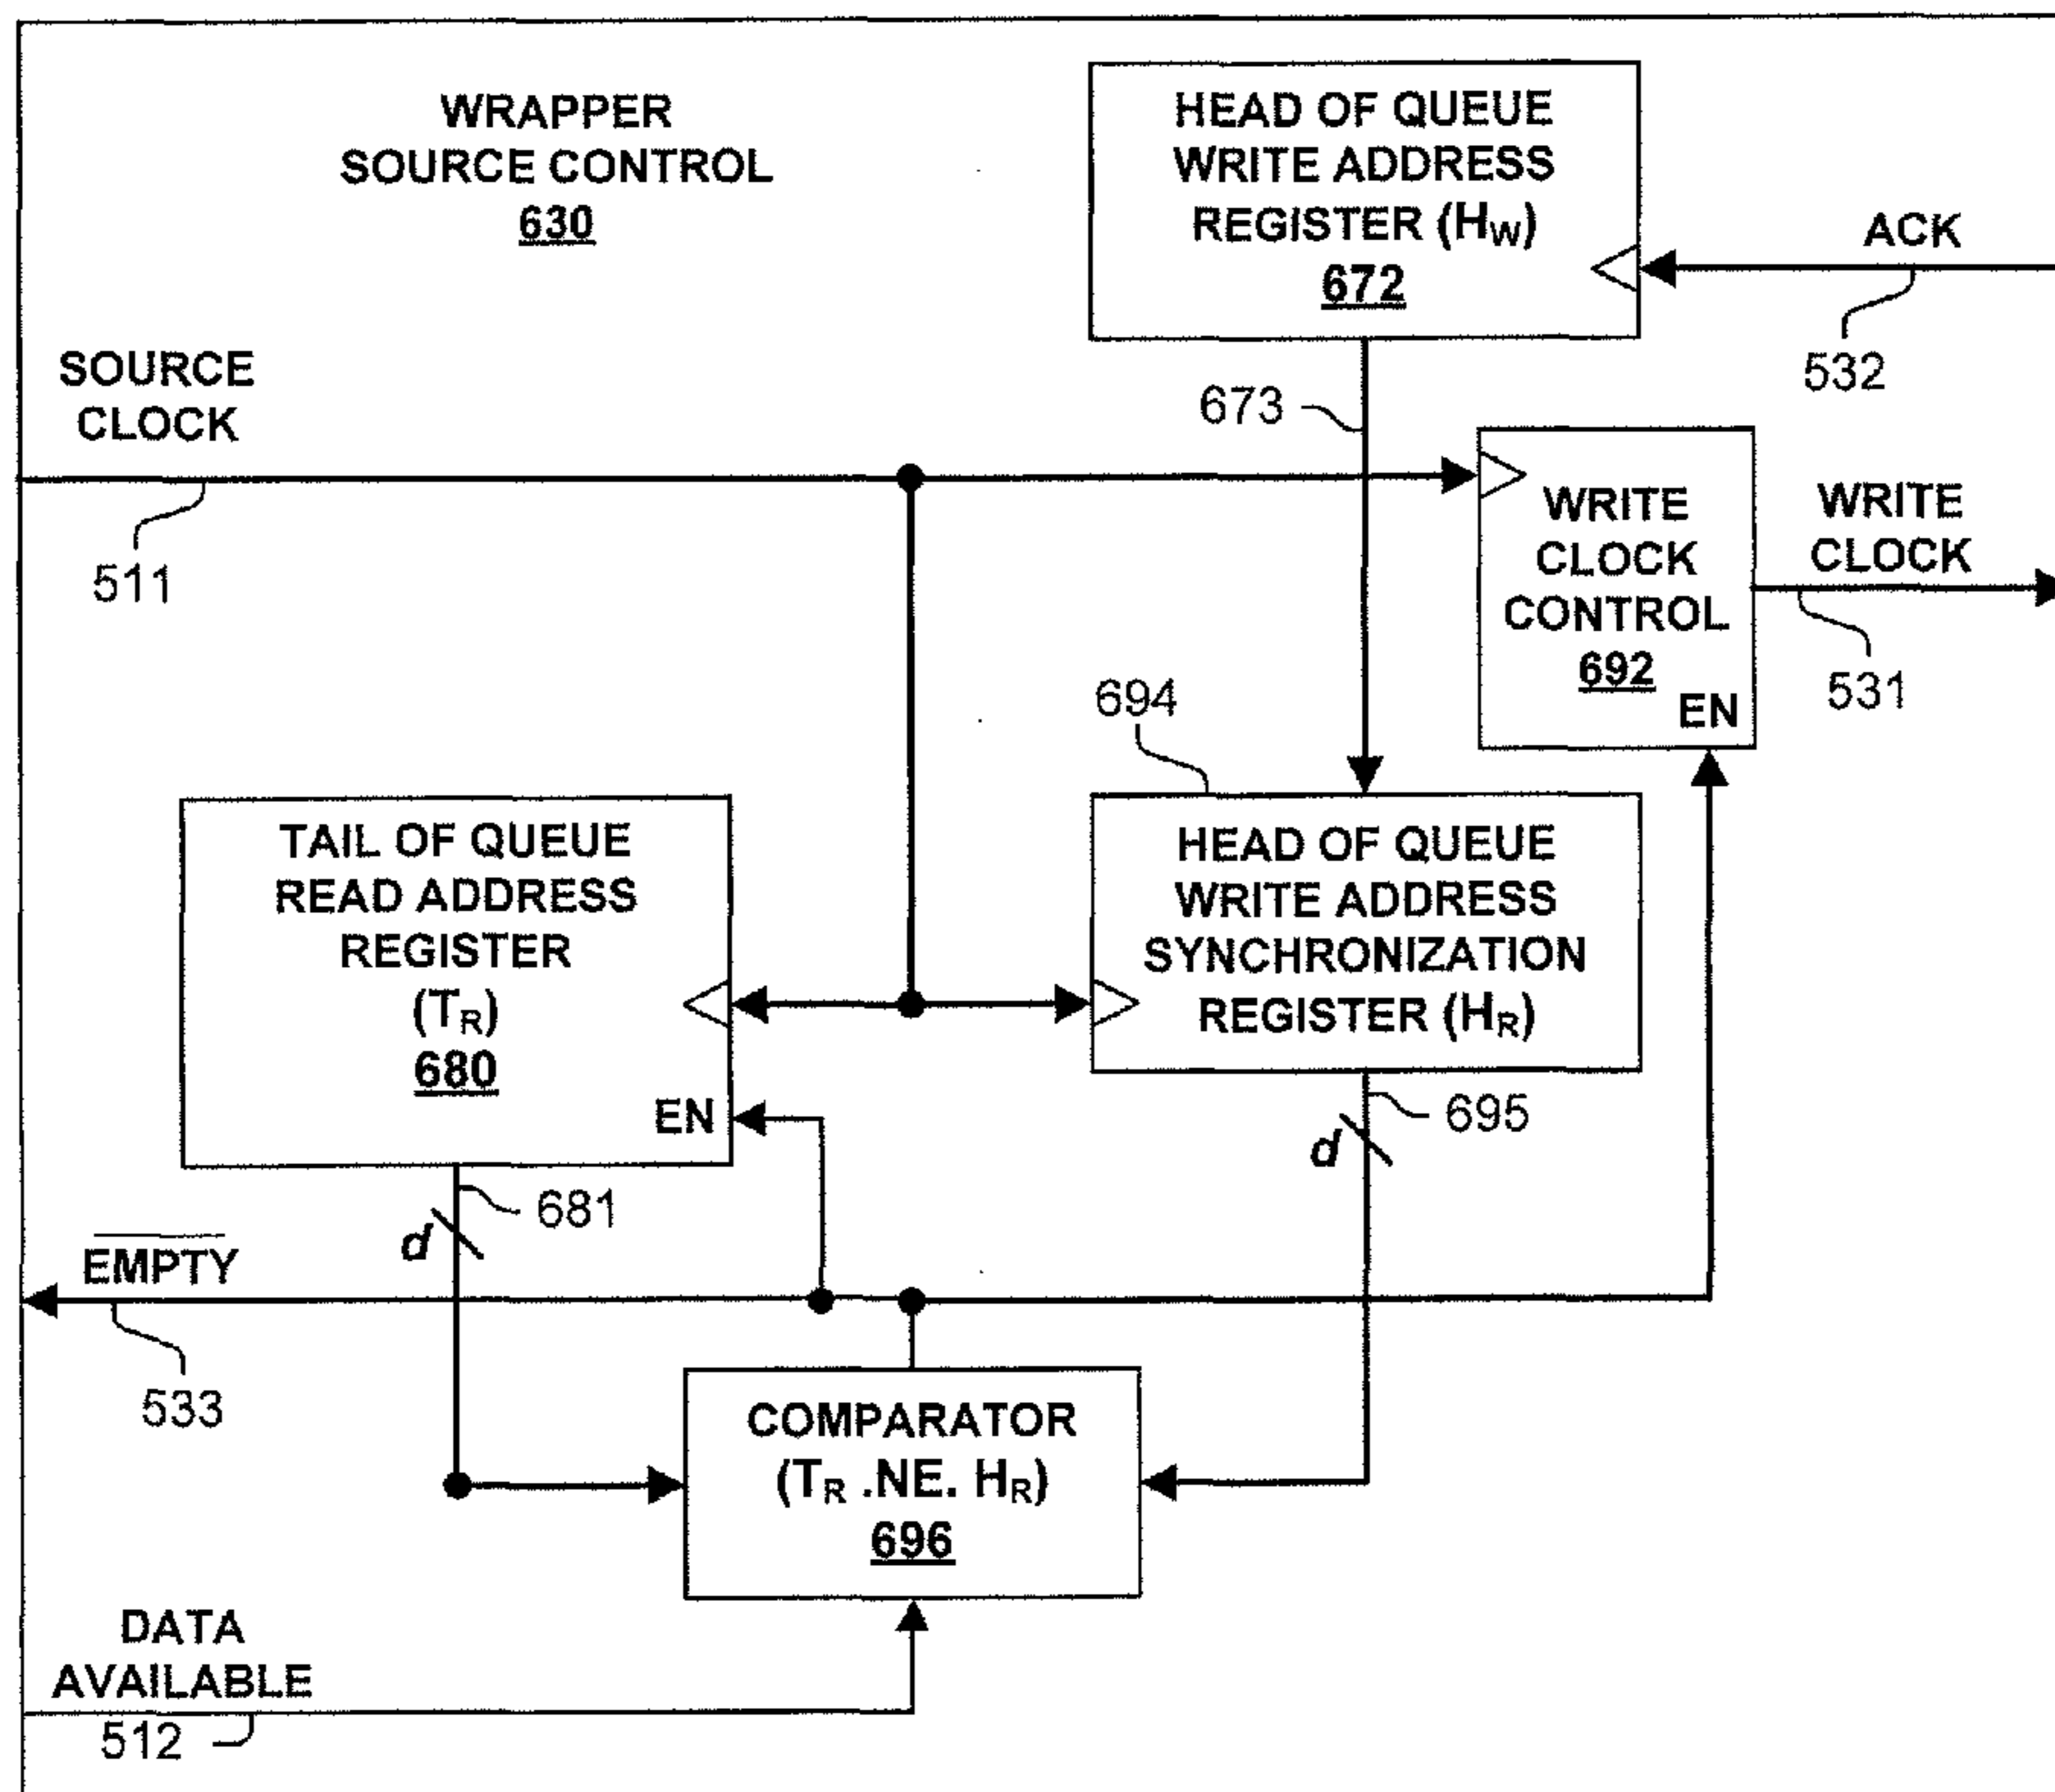 WRAPPER
SOURCE CONTROL
630
HEAD OF QUEUE
WRITE ADDRESS
REGISTER (HW)
672
ACK
532
SOURCE
CLOCK
511
673
WRITE
CLOCK
CONTROL
692
EN
WRITE
CLOCK
531
694
TAIL OF QUEUE
READ ADDRESS
REGISTER
(TR)
680
EN
HEAD OF QUEUE
WRITE ADDRESS
SYNCHRONIZATION
REGISTER (HR)
695
d
681
d
EMPTY
533
COMPARATOR
(TR .NE. HR)
696
DATA
AVAILABLE
512